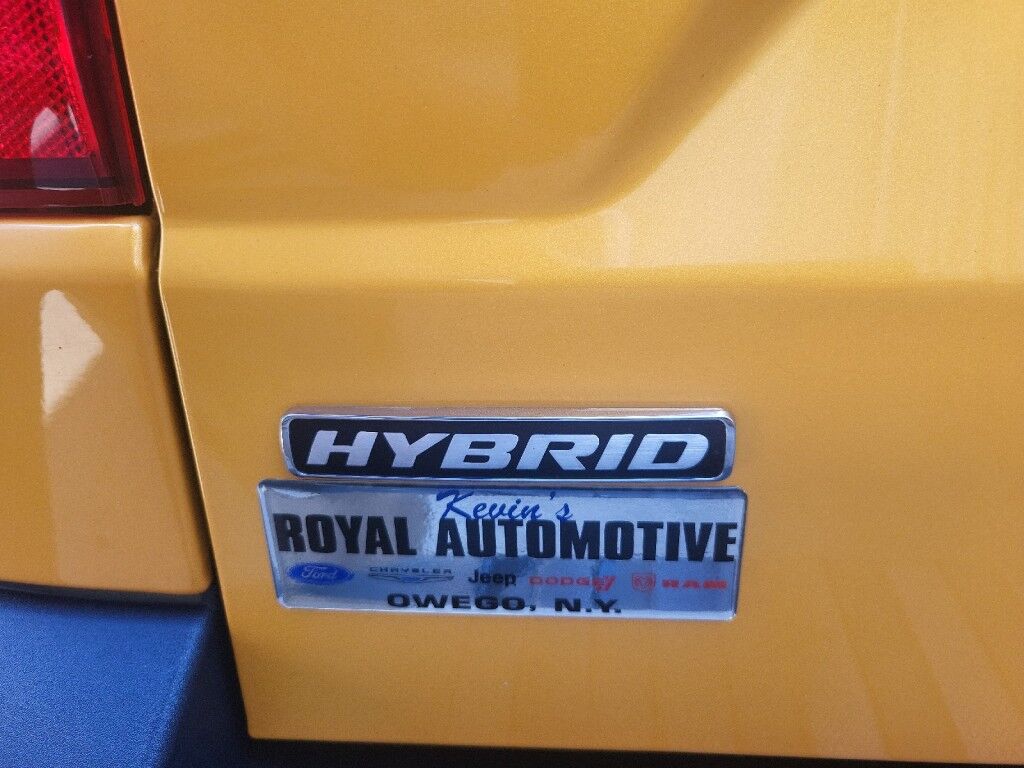 HYBRID
Kevin's
ROYAL AUTOMOTIVE
Ford CHRYSLER Jeep DODGE RAM
OWEGO, N.Y.